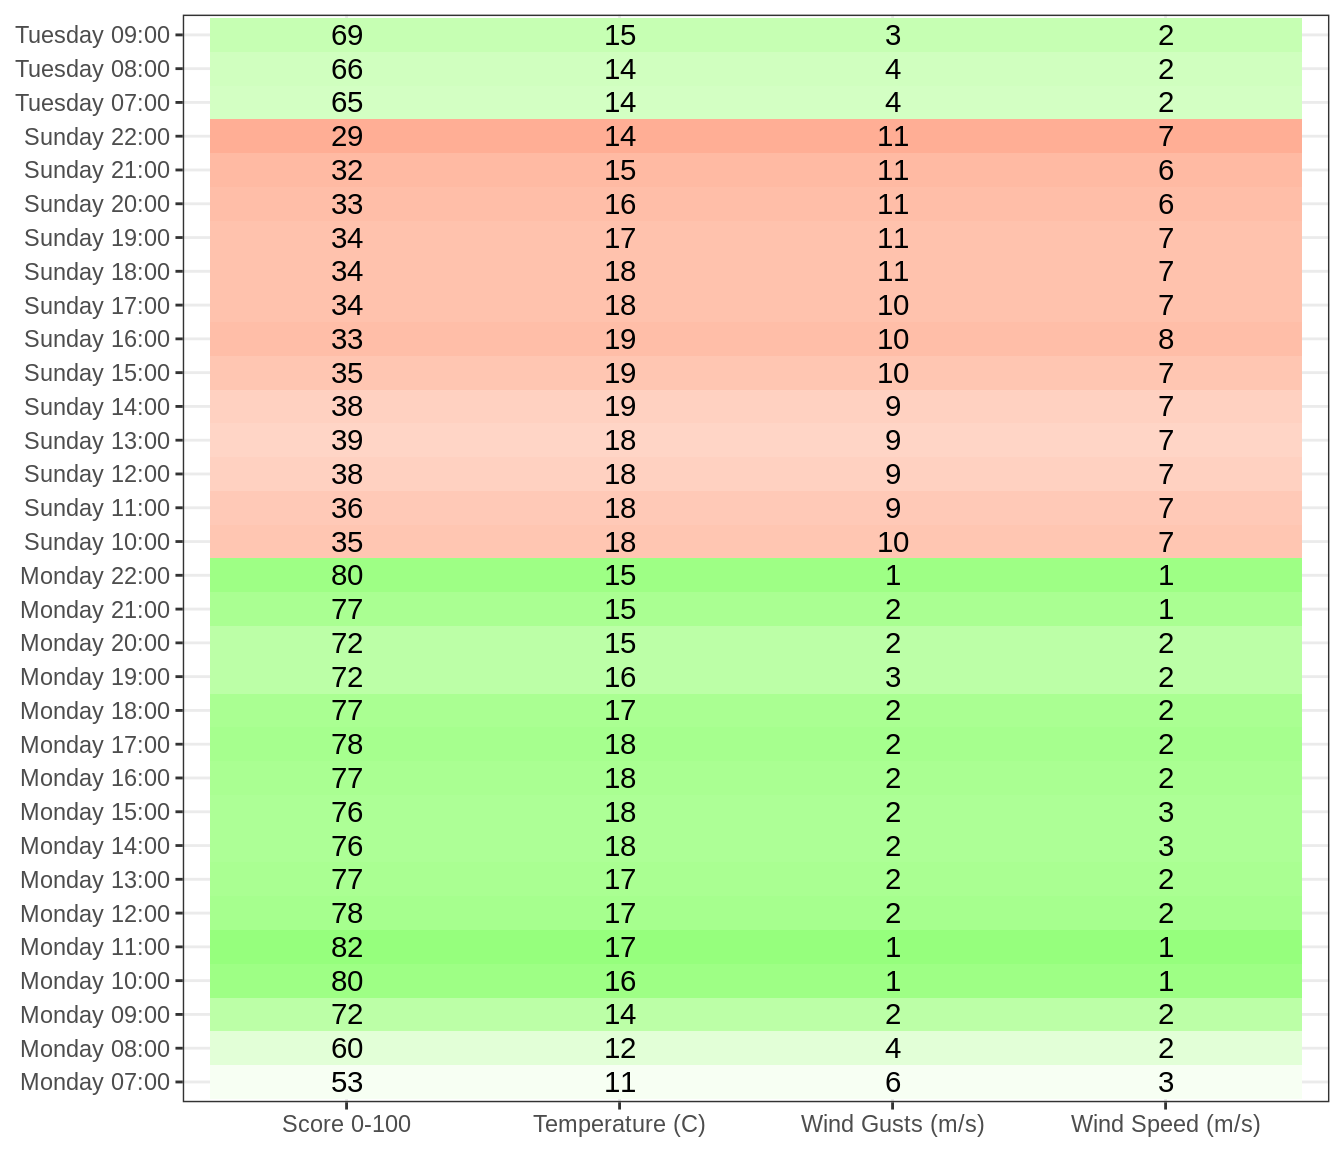 Tuesday 09:00 69 15 3 2
Tuesday 08:00 66 14 4 2
Tuesday 07:00 65 14 4 2
Sunday 22:00 29 14 11 7
Sunday 21:00 32 15 11 6
Sunday 20:00 33 16 11 6
Sunday 19:00 34 17 11 7
Sunday 18:00 34 18 11 7
Sunday 17:00 34 18 10 7
Sunday 16:00 33 19 10 8
Sunday 15:00 35 19 10 7
Sunday 14:00 38 19 9 7
Sunday 13:00 39 18 9 7
Sunday 12:00 38 18 9 7
Sunday 11:00 36 18 9 7
Sunday 10:00 35 18 10 7
Monday 22:00 80 15 1 1
Monday 21:00 77 15 2 1
Monday 20:00 72 15 2 2
Monday 19:00 72 16 3 2
Monday 18:00 77 17 2 2
Monday 17:00 78 18 2 2
Monday 16:00 77 18 2 2
Monday 15:00 76 18 2 3
Monday 14:00 76 18 2 3
Monday 13:00 77 17 2 2
Monday 12:00 78 17 2 2
Monday 11:00 82 17 1 1
Monday 10:00 80 16 1 1
Monday 09:00 72 14 2 2
Monday 08:00 60 12 4 2
Monday 07:00 53 11 6 3
Score 0-100 Temperature (C) Wind Gusts (m/s) Wind Speed (m/s)